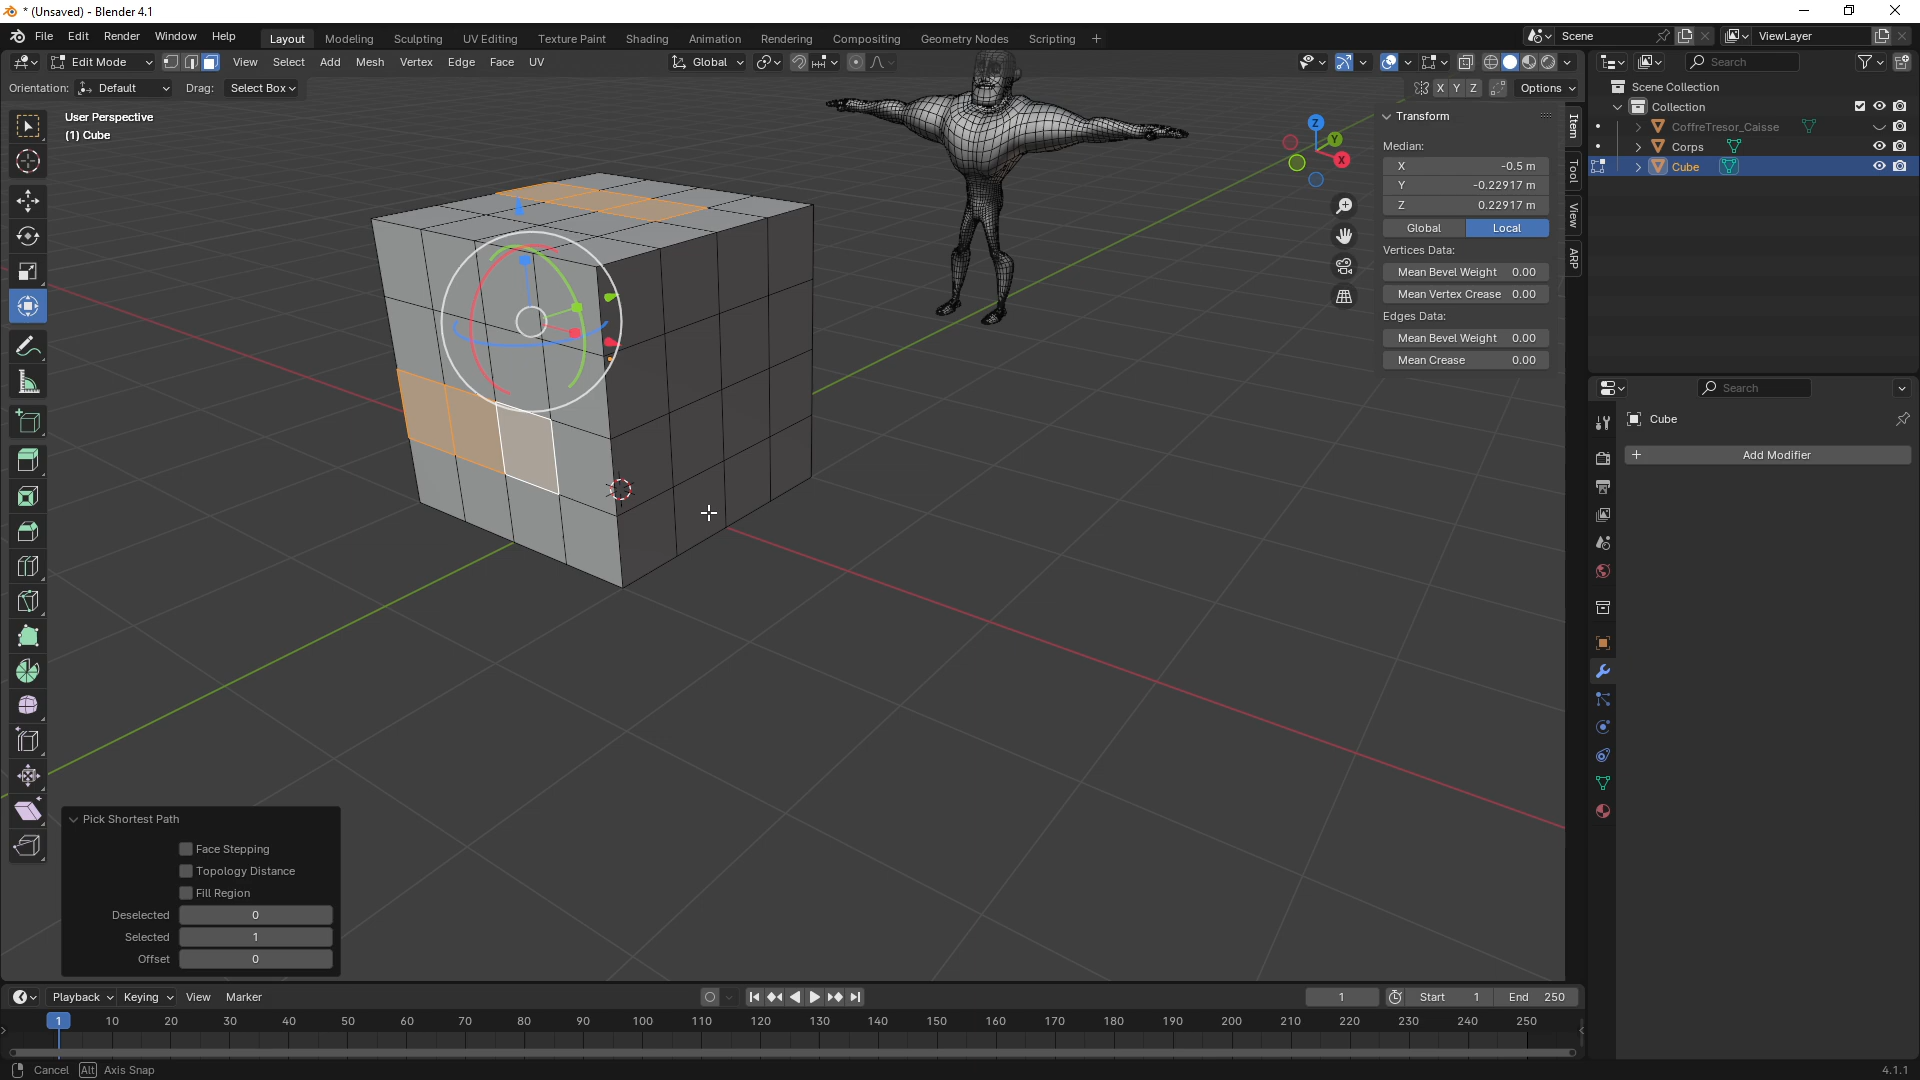 * (Unsaved) - Blender 4.1
File Edit Render Window Help Layout Modeling Sculpting UV Editing Texture Paint Shading Animation Rendering Compositing Geometry Nodes Scripting + Scene ViewLayer
Edit Mode View Select Add Mesh Vertex Edge Face UV Global Search
Orientation: Default Drag: Select Box X Y Z Options
Scene Collection
Collection
CoffreTresor_Caisse
Corps
Cube
User Perspective
(1) Cube
Z
Y
X
Transform
Median:
X -0.5 m
Y -0.22917 m
Z 0.22917 m
Global Local
Vertices Data:
Mean Bevel Weight 0.00
Mean Vertex Crease 0.00
Edges Data:
Mean Bevel Weight 0.00
Mean Crease 0.00
Item
Tool
View
ARP
Search
Cube
+ Add Modifier
Pick Shortest Path
Face Stepping
Topology Distance
Fill Region
Deselected 0
Selected 1
Offset 0
Playback Keying View Marker 1 Start 1 End 250
1 10 20 30 40 50 60 70 80 90 100 110 120 130 140 150 160 170 180 190 200 210 220 230 240 250
Cancel Alt Axis Snap 4.1.1